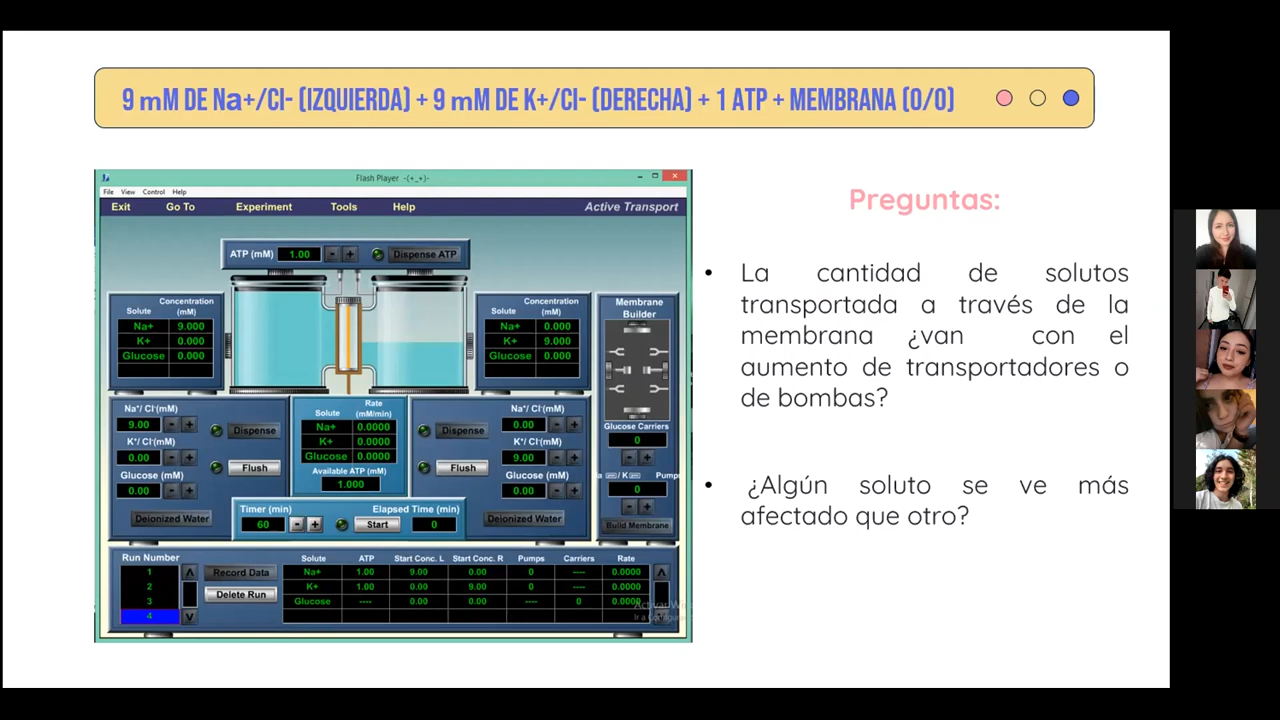 9 mM DE Na+/Cl- (IZQUIERDA) + 9 mM DE K+/Cl- (DERECHA) + 1 ATP + MEMBRANA (0/0)
Flash Player -(+_+)-
File View Control Help
Exit Go To Experiment Tools Help Active Transport
ATP (mM) 1.00 - + Dispense ATP
Solute Concentration (mM)
Na+ 9.000
K+ 0.000
Glucose 0.000
Solute Concentration (mM)
Na+ 0.000
K+ 9.000
Glucose 0.000
Membrane
Builder
Glucose Carriers
0
- +
Pump
0
- +
Build Membrane
Na+/ Cl-(mM)
9.00 - + Dispense
K+/ Cl-(mM)
0.00 - + Flush
Glucose (mM)
0.00 - +
Deionized Water
Solute Rate (mM/min)
Na+ 0.0000
K+ 0.0000
Glucose 0.0000
Available ATP (mM)
1.000
Na+/ Cl-(mM)
Dispense 0.00 - +
K+/ Cl-(mM)
Flush 9.00 - +
Glucose (mM)
0.00 - +
Deionized Water
Timer (min) Elapsed Time (min)
60 - + Start 0
Run Number
1
2
3
4
Record Data
Delete Run
Solute ATP Start Conc. L Start Conc. R Pumps Carriers Rate
Na+ 1.00 9.00 0.00 0 ---- 0.0000
K+ 1.00 0.00 9.00 0 ---- 0.0000
Glucose ---- 0.00 0.00 ---- 0 0.0000
Preguntas:
• La cantidad de solutos
transportada a través de la
membrana ¿van con el
aumento de transportadores o
de bombas?
• ¿Algún soluto se ve más
afectado que otro?